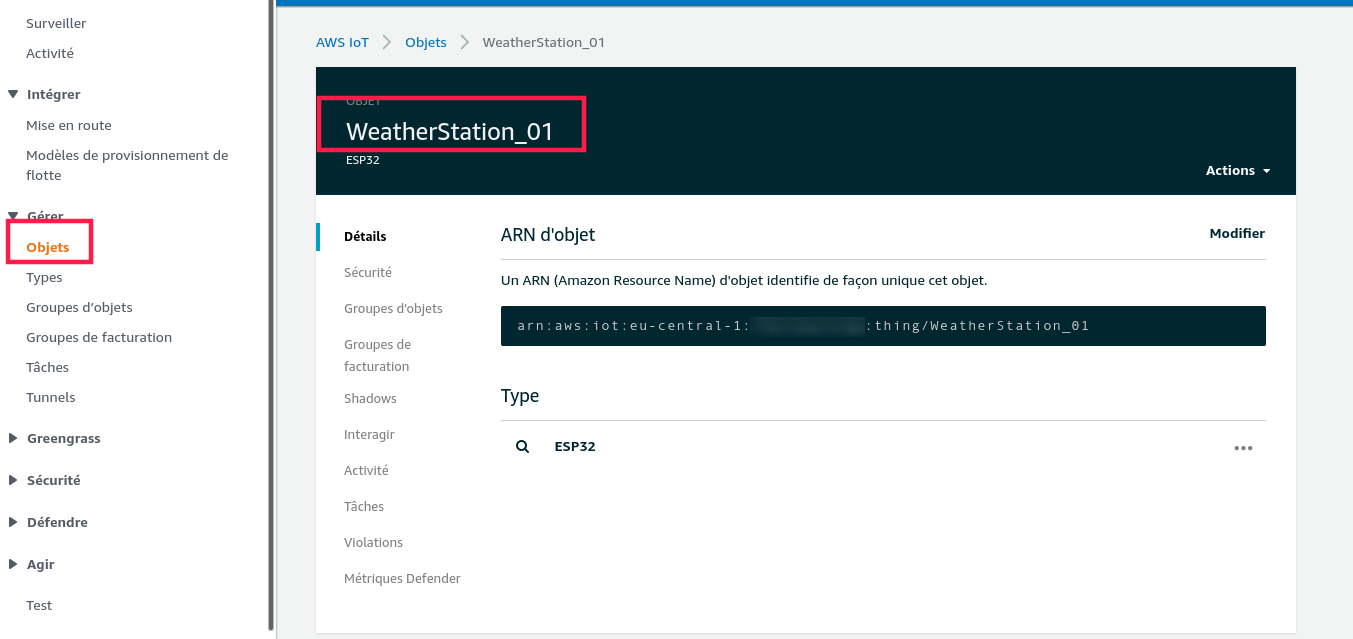 Surveiller
Activité
Intégrer
Mise en route
Modèles de provisionnement de
flotte
Gérer
Objets
Types
Groupes d’objets
Groupes de facturation
Tâches
Tunnels
Greengrass
Sécurité
Défendre
Agir
Test
AWS IoT
Objets
WeatherStation_01
OBJET
WeatherStation_01
ESP32
Actions
Détails
Sécurité
Groupes d'objets
Groupes de
facturation
Shadows
Interagir
Activité
Tâches
Violations
Métriques Defender
ARN d'objet
Modifier
Un ARN (Amazon Resource Name) d'objet identifie de façon unique cet objet.
arn:aws:iot:eu-central-1: :thing/WeatherStation_01
Type
ESP32